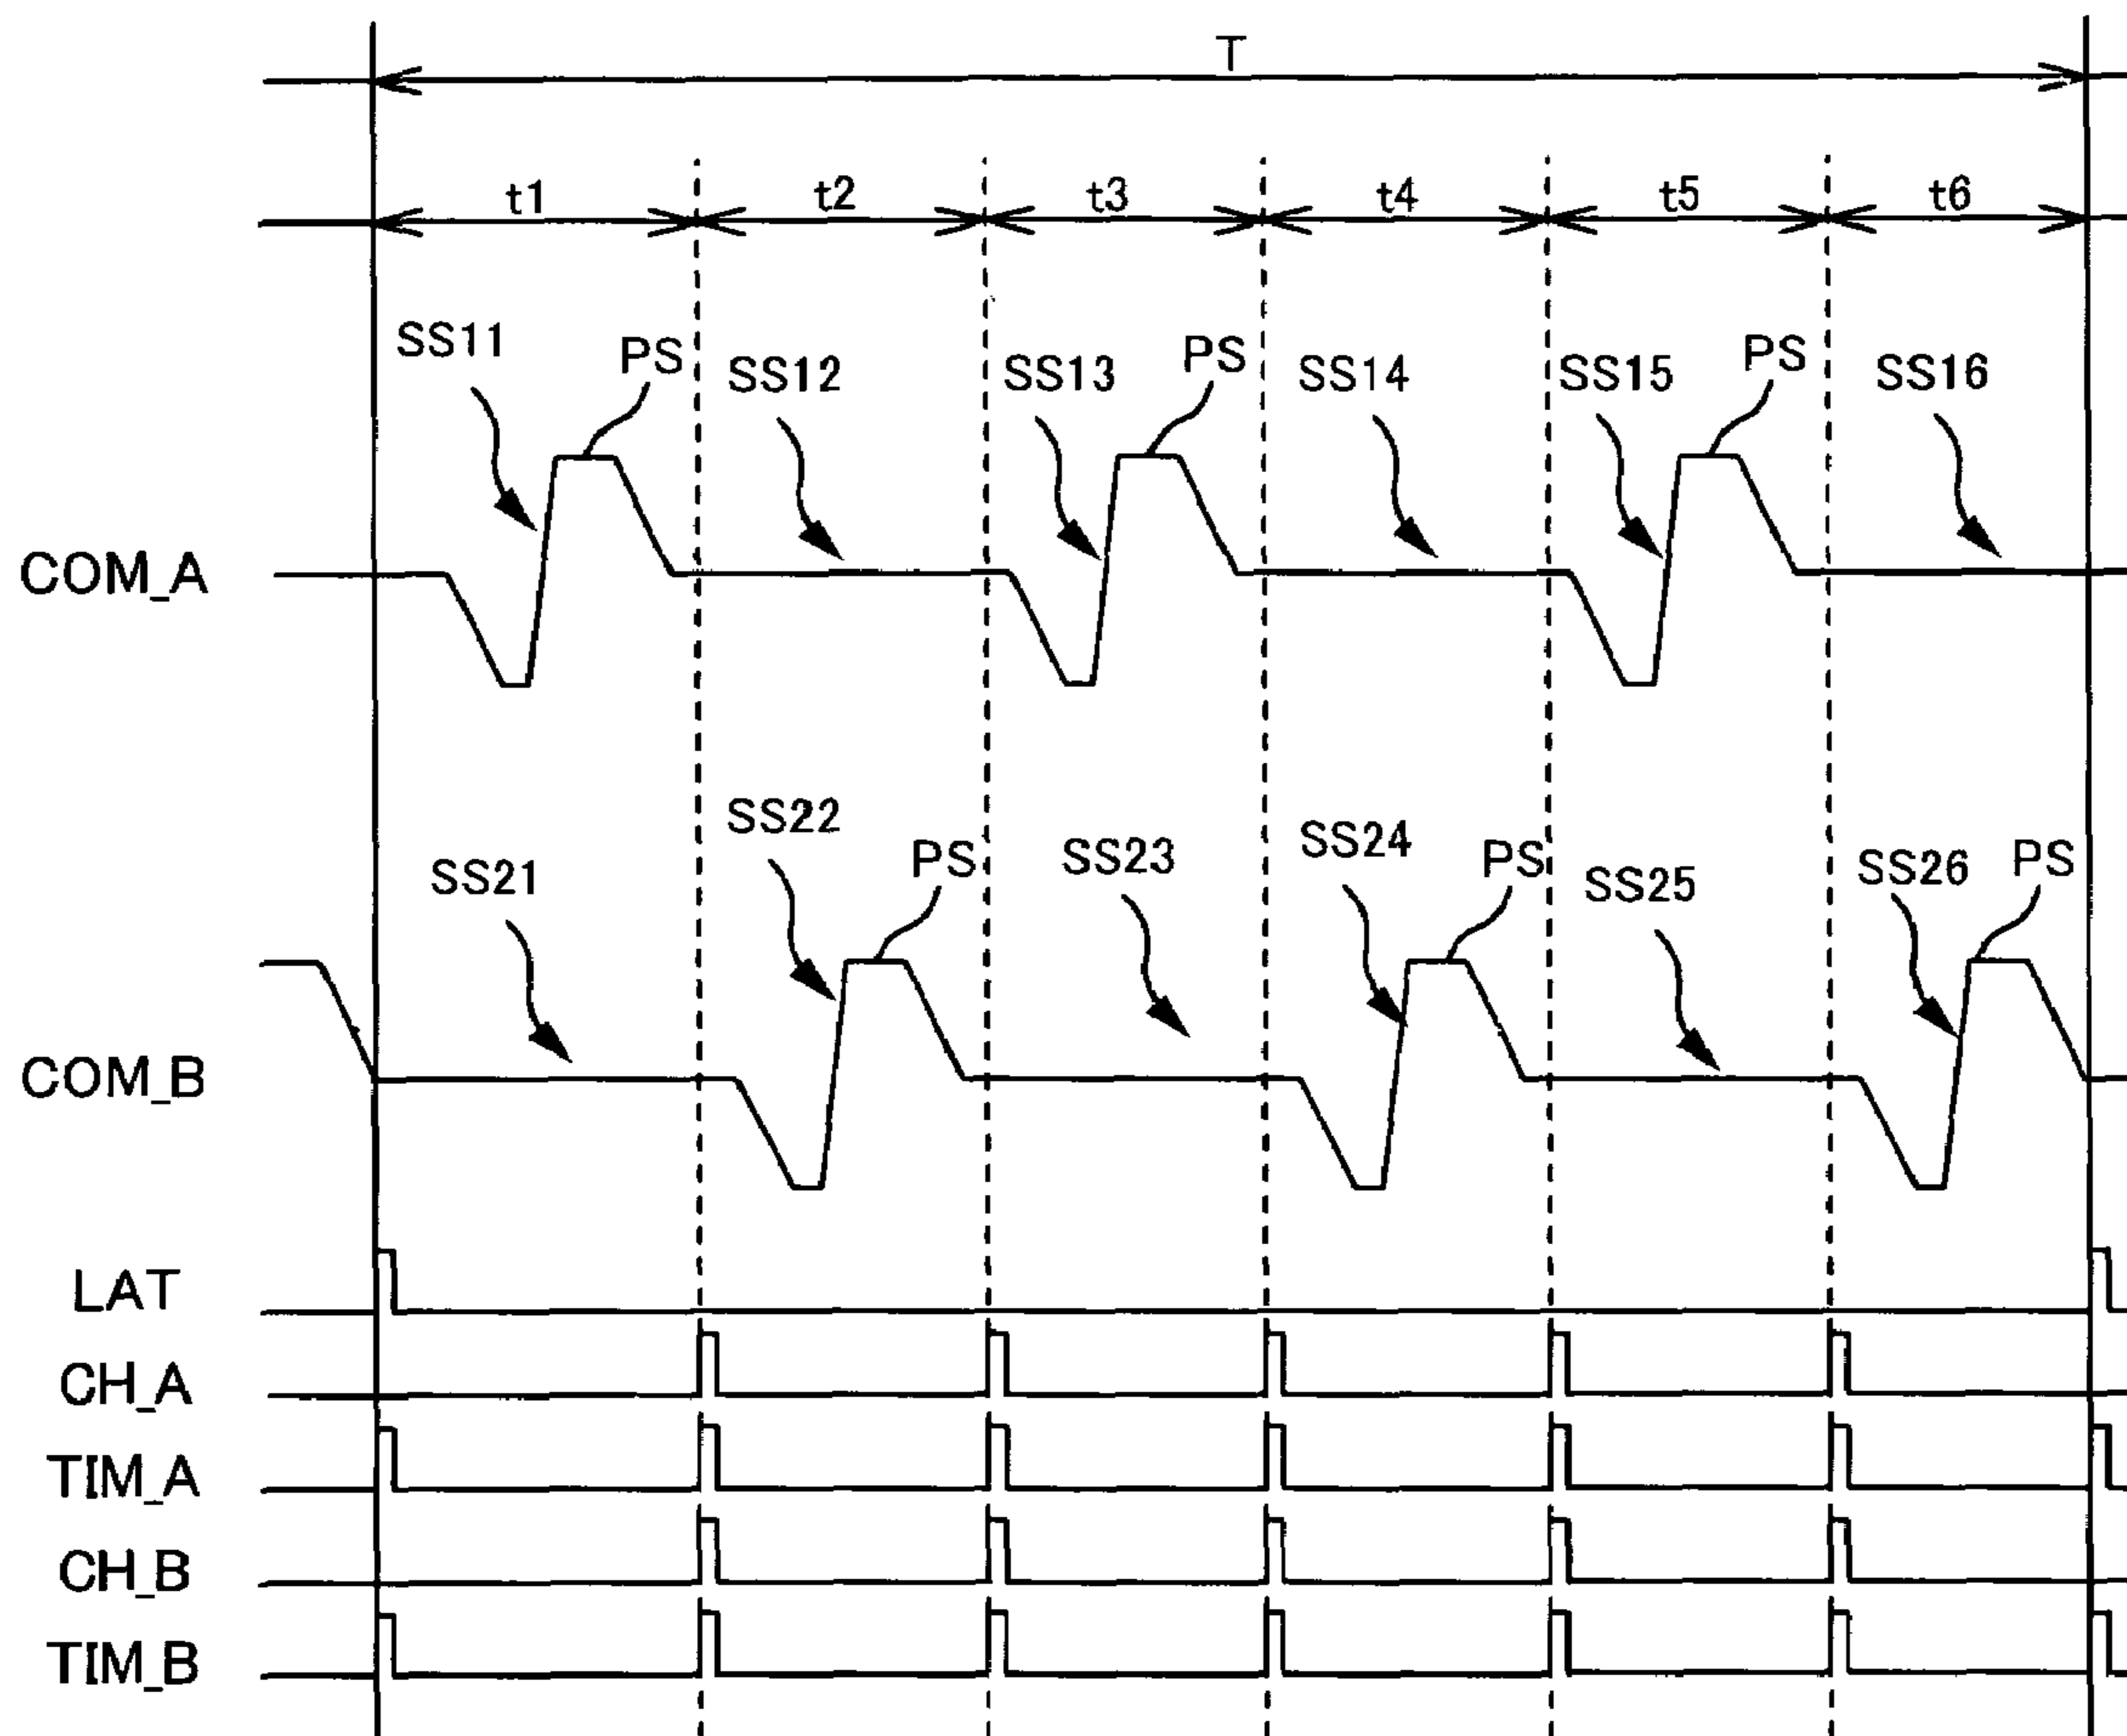 T
t1 t2 t3 t4 t5 t6
SS11 PS SS12 SS13 PS SS14 SS15 PS SS16
COM_A
SS21 SS22 PS SS23 SS24 PS SS25 SS26 PS
COM_B
LAT
CH_A
TIM_A
CH_B
TIM_B